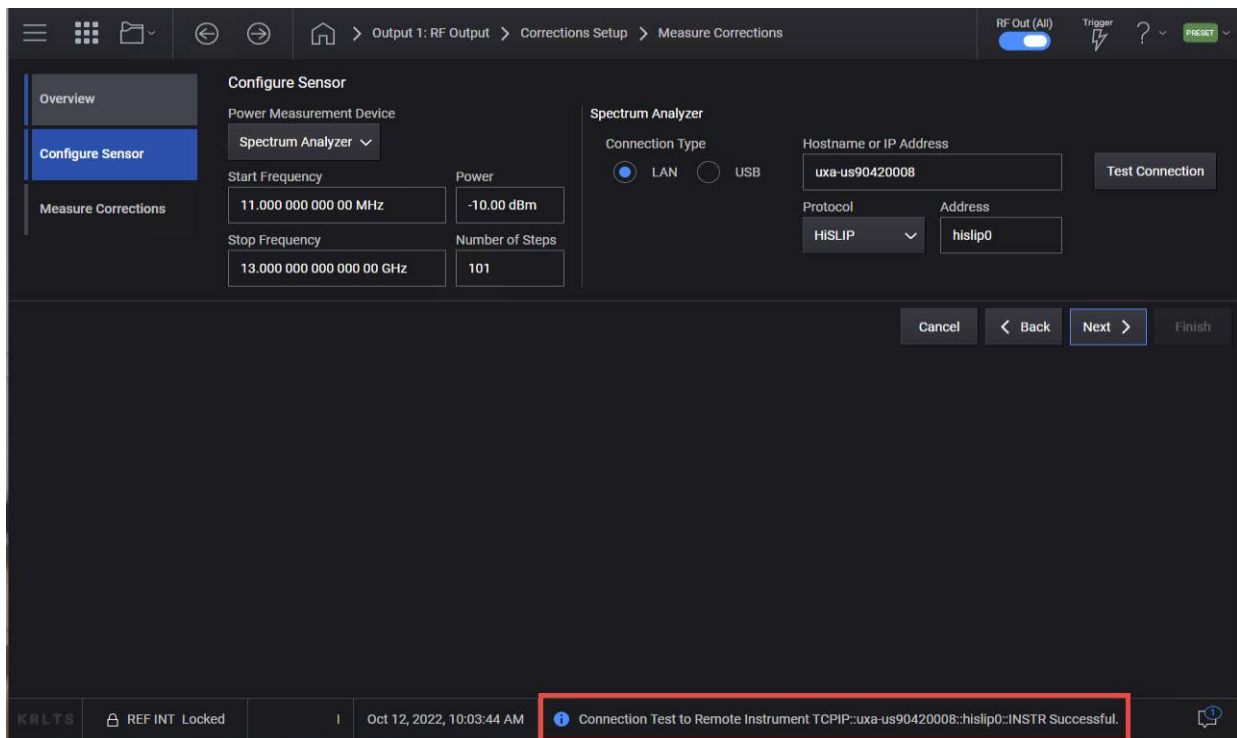 Output 1: RF Output > Corrections Setup > Measure Corrections
RF Out (All)
Trigger
?
PRESET
Overview
Configure Sensor
Measure Corrections
Configure Sensor
Power Measurement Device
Spectrum Analyzer
Start Frequency
Power
11.000 000 000 00 MHz
-10.00 dBm
Stop Frequency
Number of Steps
13.000 000 000 000 00 GHz
101
Spectrum Analyzer
Connection Type
LAN
USB
Hostname or IP Address
uxa-us90420008
Test Connection
Protocol
Address
HiSLIP
hislip0
Cancel
Back
Next
Finish
KRLTS
REF INT Locked
I
Oct 12, 2022, 10:03:44 AM
Connection Test to Remote Instrument TCPIP::uxa-us90420008::hislip0::INSTR Successful.
1